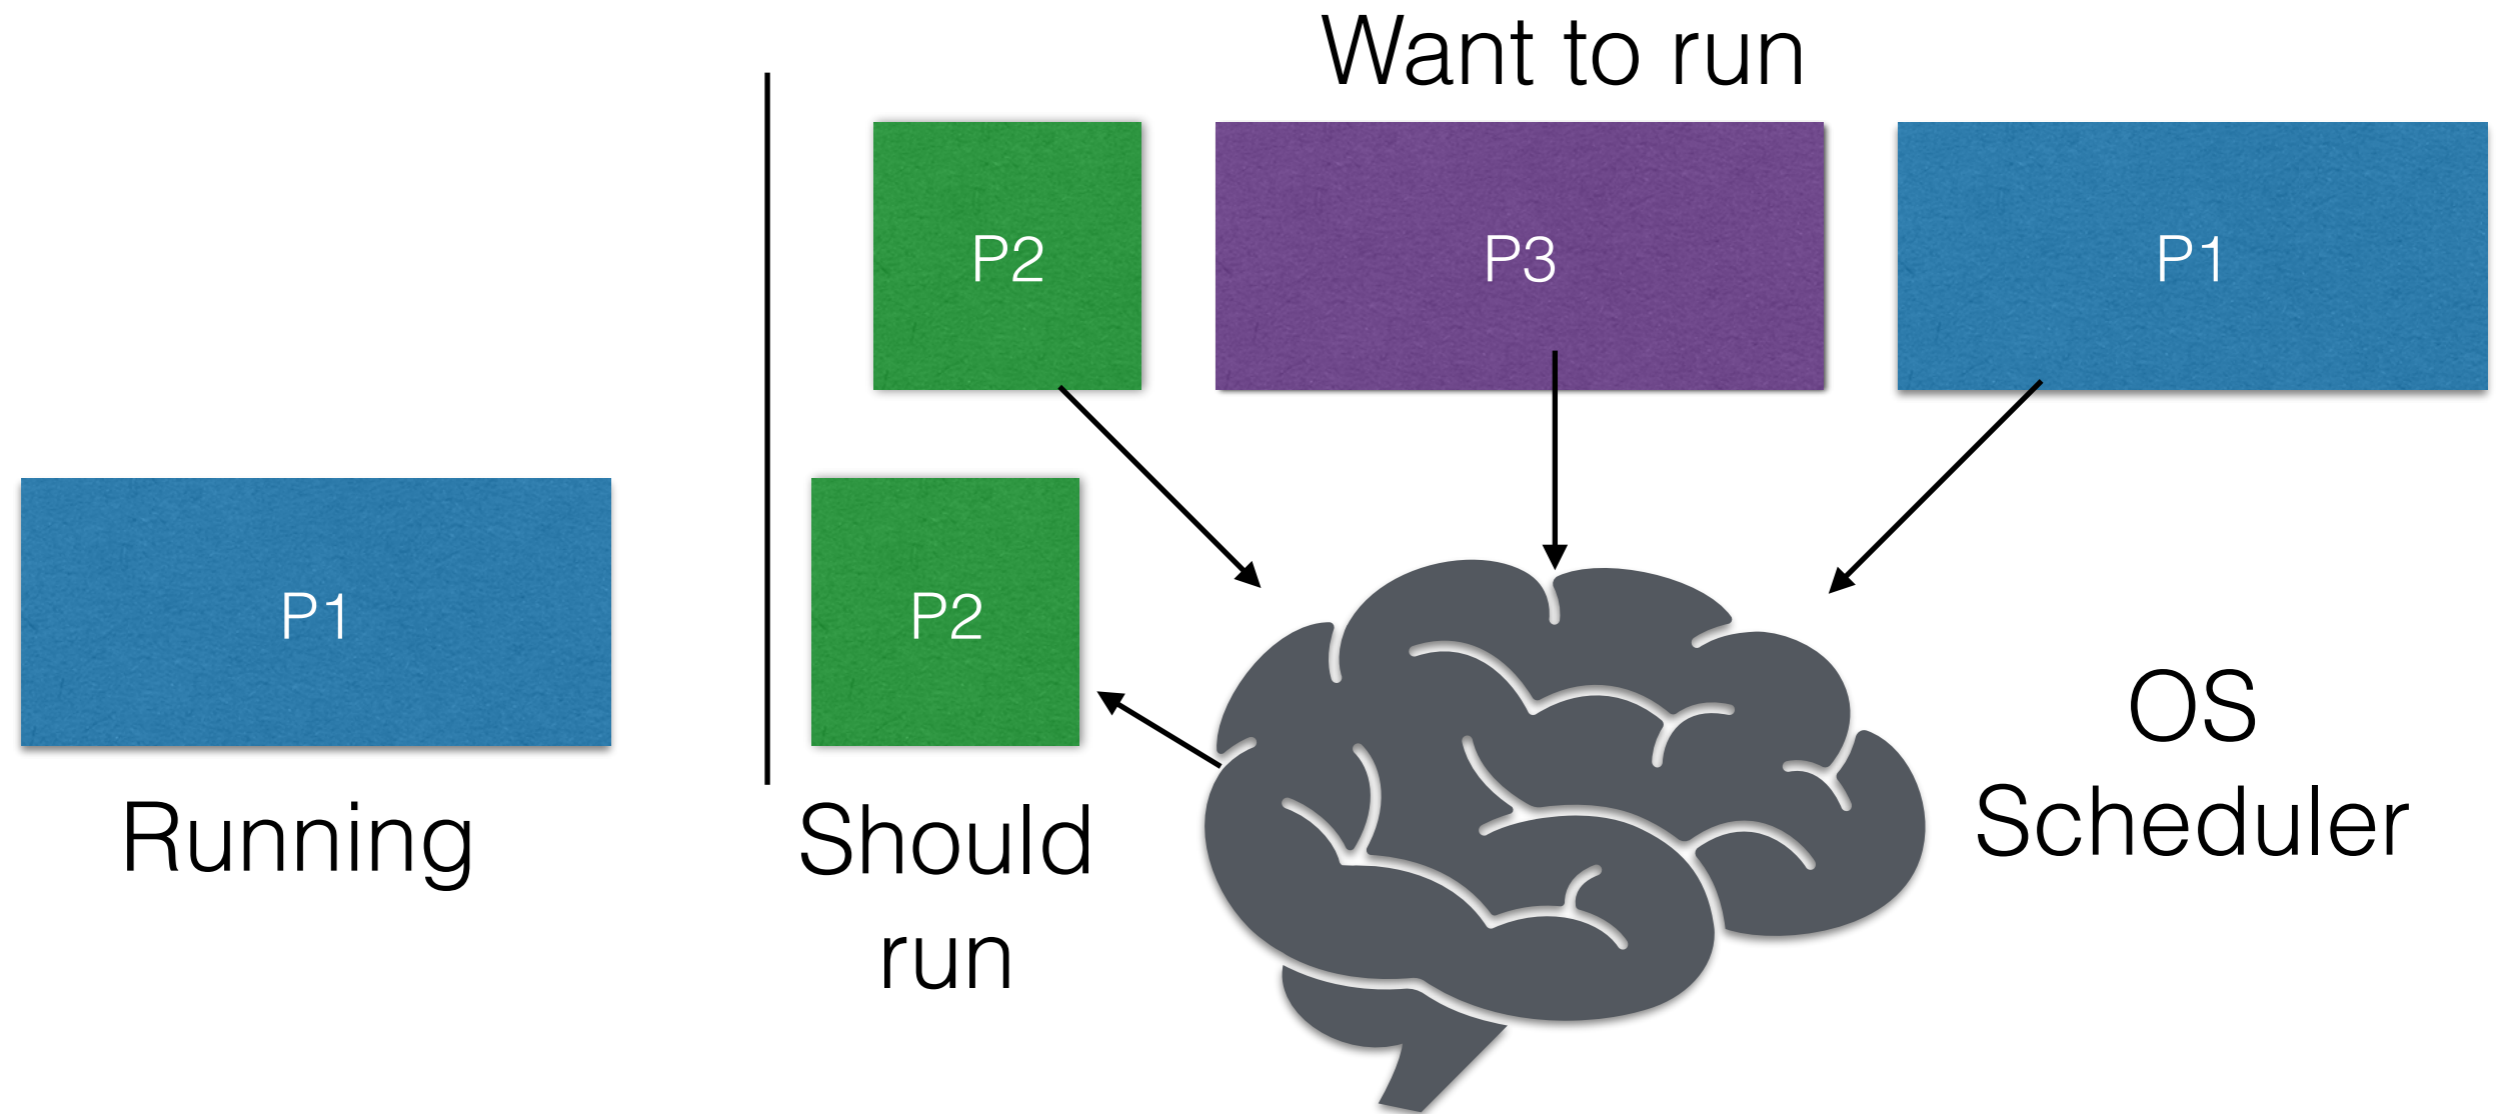 Want to run
P2
P3
P1
P1
P2
Running
Should
run
OS
Scheduler